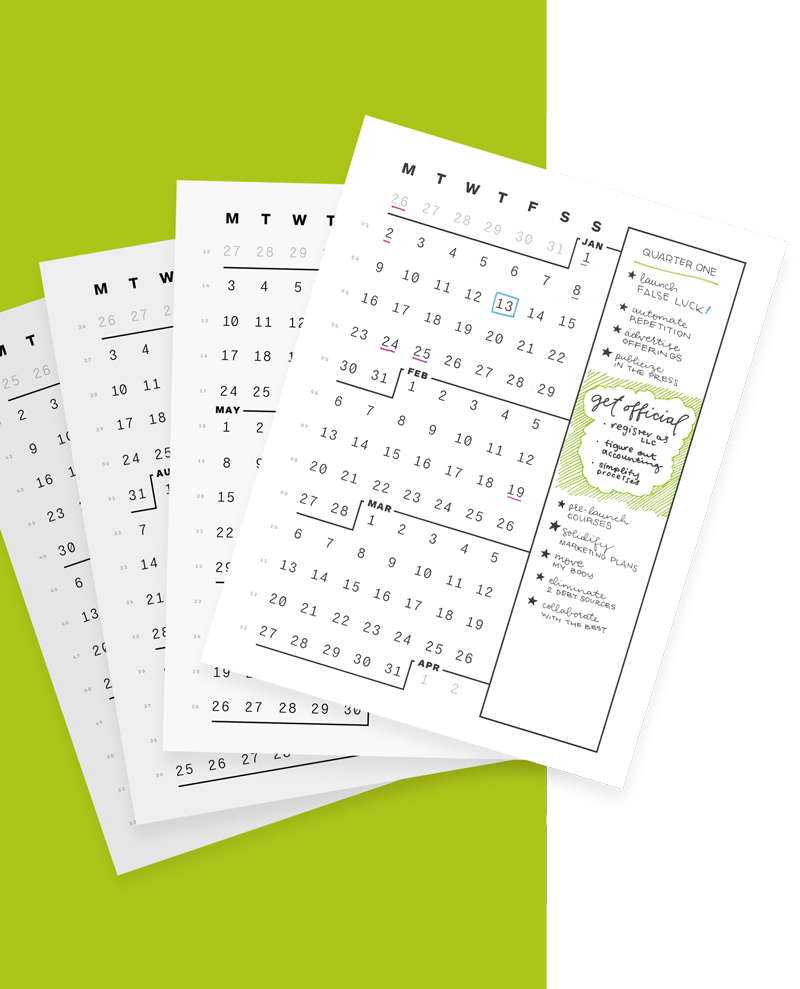 M T W T F S S
26 27 28 29 30 31
JAN
1
2 3 4 5 6 7 8
9 10 11 12 13 14 15
16 17 18 19 20 21 22
23 24 25 26 27 28 29
FEB
30 31 1 2 3 4 5
6 7 8 9 10 11 12
13 14 15 16 17 18 19
20 21 22 23 24 25 26
MAR
27 28 1 2 3 4 5
6 7 8 9 10 11 12
13 14 15 16 17 18 19
20 21 22 23 24 25 26
APR
27 28 29 30 31 1 2
QUARTER ONE
★ launch
FALSE LUCK!
★ automate
REPETITION
★ advertise
OFFERINGS
★ publicize
IN THE PRESS
get official
• register as
LLC
• figure out
accounting
• simplify
processes
★ pre-launch
COURSES
★ solidify
MARKETING PLANS
★ move
MY BODY
★ eliminate
2 DEBT SOURCES
★ collaborate
WITH THE BEST
M T W T
27 28 29
3 4 5
10 11 12
17 18
24 25
MAY
1 2
8
15
22
29
19
26 27 28 29 30
M T W
26 27
3 4
10 11
17 18
24 25
AU
31
7
14
21
28
25 26 27 28
M T
25 26
2 3
9
16
23
30
6
13
20